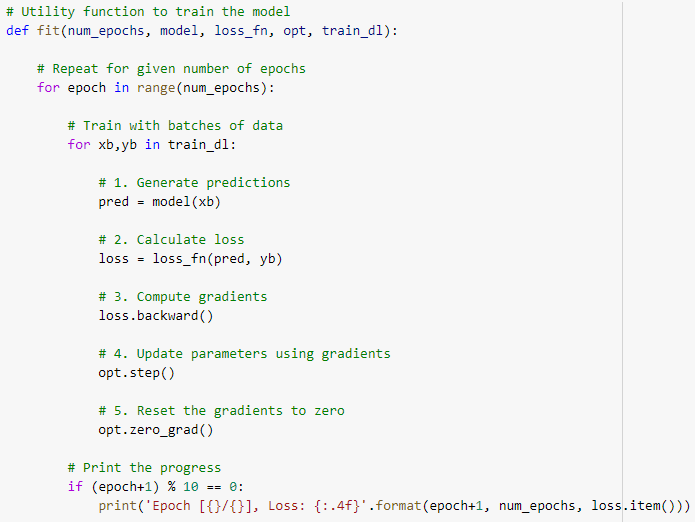 # Utility function to train the model
def fit(num_epochs, model, loss_fn, opt, train_dl):
# Repeat for given number of epochs
for epoch in range(num_epochs):
# Train with batches of data
for xb,yb in train_dl:
# 1. Generate predictions
pred = model(xb)
# 2. Calculate loss
loss = loss_fn(pred, yb)
# 3. Compute gradients
loss.backward()
# 4. Update parameters using gradients
opt.step()
# 5. Reset the gradients to zero
opt.zero_grad()
# Print the progress
if (epoch+1) % 10 == 0:
print('Epoch [{}/{}], Loss: {:.4f}'.format(epoch+1, num_epochs, loss.item()))